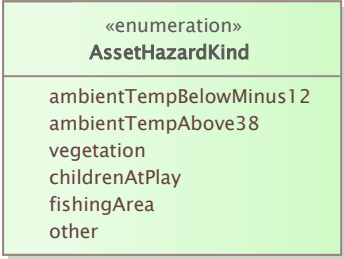 «enumeration»
AssetHazardKind
ambientTempBelowMinus12
ambientTempAbove38
vegetation
childrenAtPlay
fishingArea
other